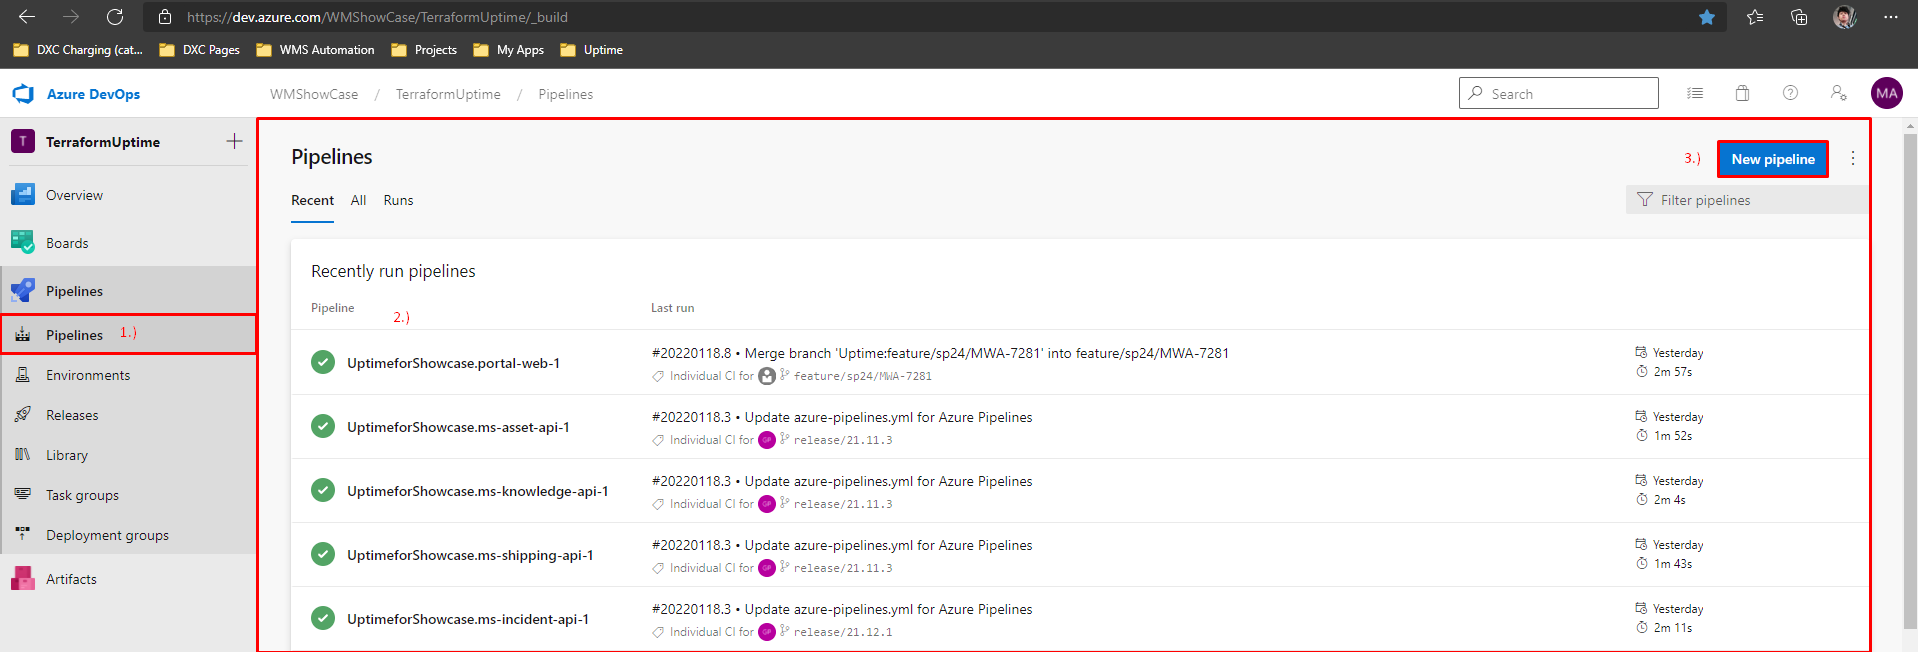 https://dev.azure.com/WMShowCase/TerraformUptime/_build
DXC Charging (cat... DXC Pages WMS Automation Projects My Apps Uptime
Azure DevOps WMShowCase / TerraformUptime / Pipelines Search MA
T TerraformUptime
Overview
Boards
Pipelines
Pipelines 1.)
Environments
Releases
Library
Task groups
Deployment groups
Artifacts
Pipelines 3.) New pipeline
Recent All Runs Filter pipelines
Recently run pipelines
Pipeline 2.) Last run
UptimeforShowcase.portal-web-1
#20220118.8 • Merge branch 'Uptime:feature/sp24/MWA-7281' into feature/sp24/MWA-7281
Individual CI for feature/sp24/MWA-7281
Yesterday
2m 57s
UptimeforShowcase.ms-asset-api-1
#20220118.3 • Update azure-pipelines.yml for Azure Pipelines
Individual CI for GP release/21.11.3
Yesterday
1m 52s
UptimeforShowcase.ms-knowledge-api-1
#20220118.3 • Update azure-pipelines.yml for Azure Pipelines
Individual CI for GP release/21.11.3
Yesterday
2m 4s
UptimeforShowcase.ms-shipping-api-1
#20220118.3 • Update azure-pipelines.yml for Azure Pipelines
Individual CI for GP release/21.11.3
Yesterday
1m 43s
UptimeforShowcase.ms-incident-api-1
#20220118.3 • Update azure-pipelines.yml for Azure Pipelines
Individual CI for GP release/21.12.1
Yesterday
2m 11s